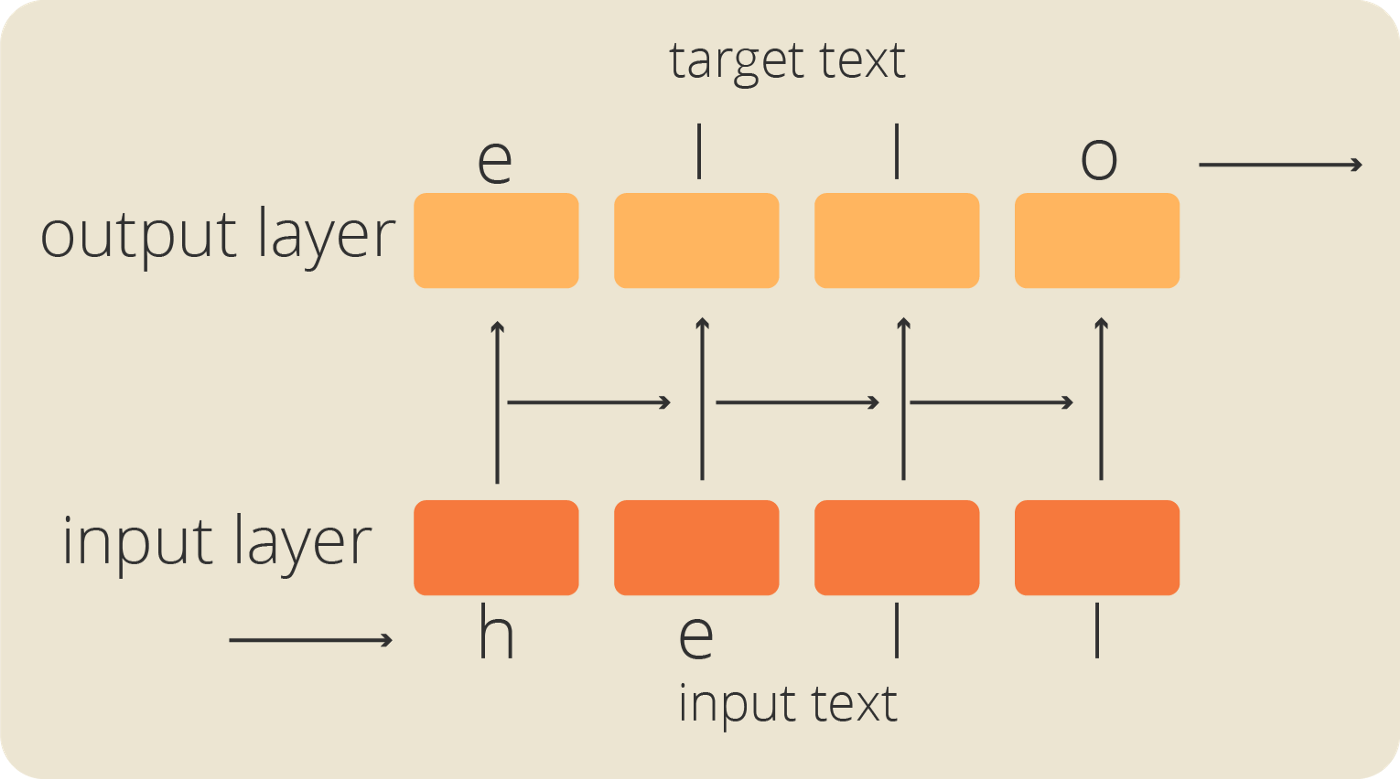 target text
e l l o
output layer
input layer
h e l l
input text